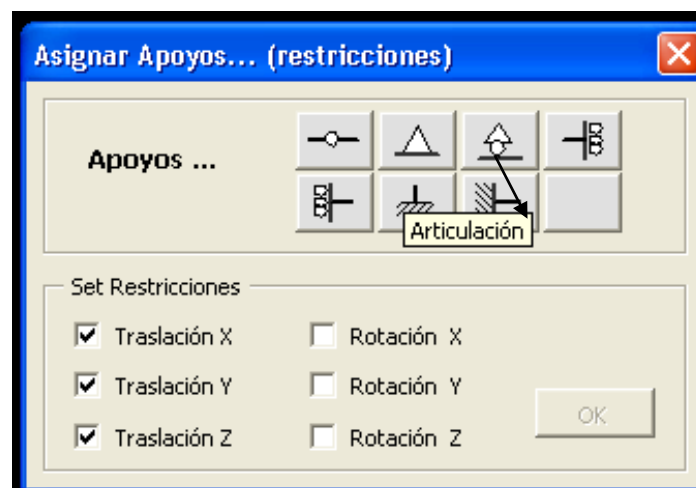 Asignar Apoyos... (restricciones)
Apoyos ...
Articulación
Set Restricciones
Traslación X
Rotación X
Traslación Y
Rotación Y
Traslación Z
Rotación Z
OK